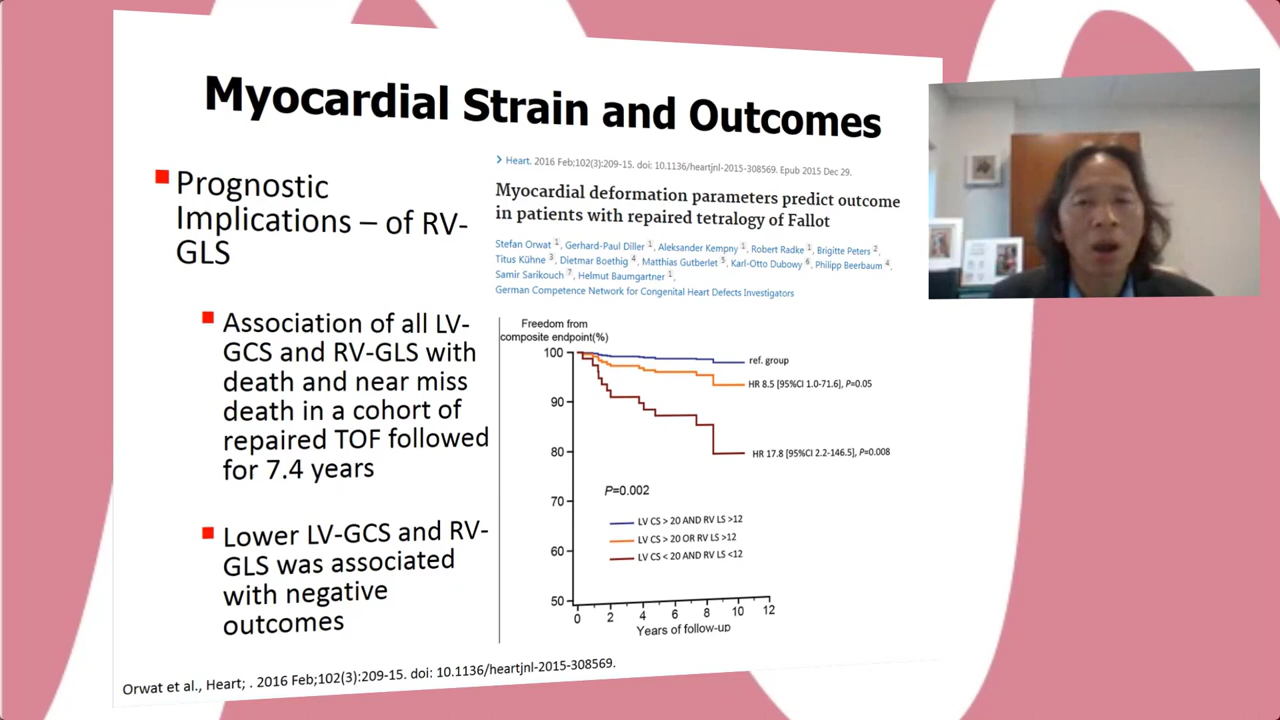 Myocardial Strain and Outcomes
Prognostic
Implications – of RV-
GLS
Association of all LV-
GCS and RV-GLS with
death and near miss
death in a cohort of
repaired TOF followed
for 7.4 years
Lower LV-GCS and RV-
GLS was associated
with negative
outcomes
> Heart. 2016 Feb;102(3):209-15. doi: 10.1136/heartjnl-2015-308569. Epub 2015 Dec 29.
Myocardial deformation parameters predict outcome
in patients with repaired tetralogy of Fallot
Stefan Orwat 1, Gerhard-Paul Diller 1, Aleksander Kempny 1, Robert Radke 1, Brigitte Peters 2,
Titus Kühne 3, Dietmar Boethig 4, Matthias Gutberlet 5, Karl-Otto Dubowy 6, Philipp Beerbaum 4,
Samir Sarikouch 7, Helmut Baumgartner 1,
German Competence Network for Congenital Heart Defects Investigators
Freedom from
composite endpoint(%)
100
90
80
70
60
50
ref. group
HR 8.5 [95%CI 1.0-71.6], P=0.05
HR 17.8 [95%CI 2.2-146.5], P=0.008
P=0.002
LV CS > 20 AND RV LS >12
LV CS > 20 OR RV LS >12
LV CS < 20 AND RV LS <12
0 2 4 6 8 10 12
Years of follow-up
Orwat et al., Heart; . 2016 Feb;102(3):209-15. doi: 10.1136/heartjnl-2015-308569.